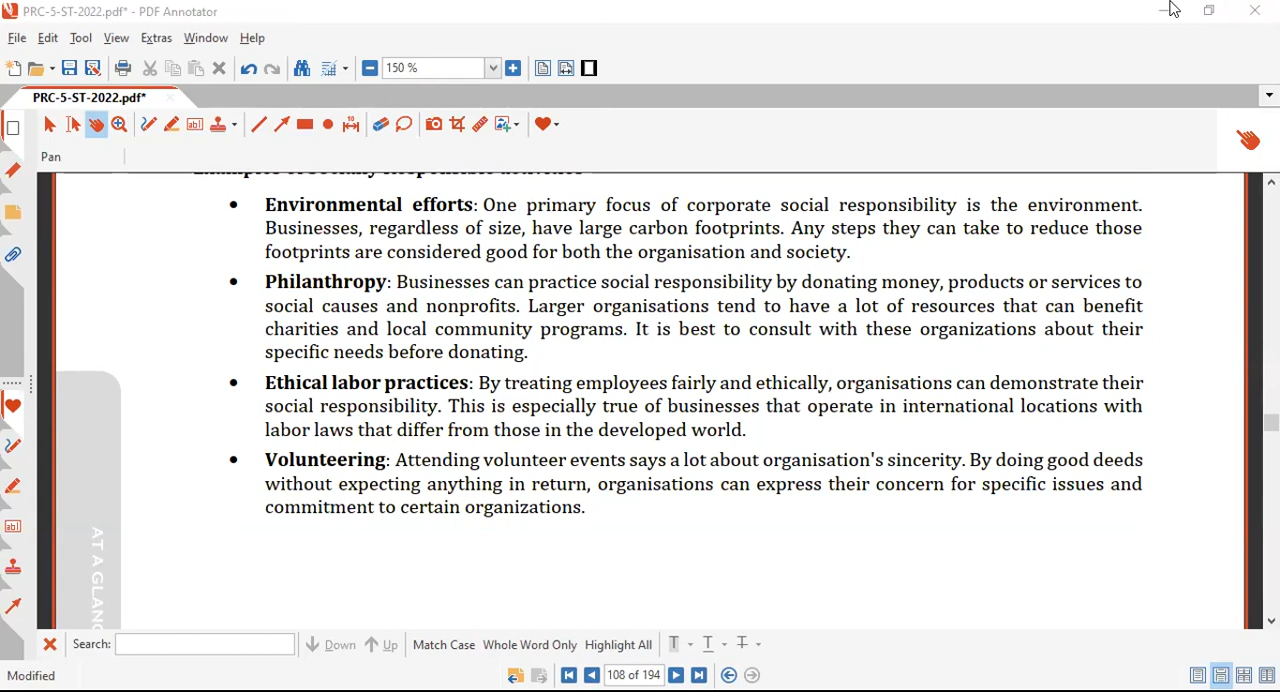 PRC-5-ST-2022.pdf* - PDF Annotator
File Edit Tool View Extras Window Help
150 %
PRC-5-ST-2022.pdf*
Pan
Examples of Socially Responsible activities
• Environmental efforts: One primary focus of corporate social responsibility is the environment.
Businesses, regardless of size, have large carbon footprints. Any steps they can take to reduce those
footprints are considered good for both the organisation and society.
• Philanthropy: Businesses can practice social responsibility by donating money, products or services to
social causes and nonprofits. Larger organisations tend to have a lot of resources that can benefit
charities and local community programs. It is best to consult with these organizations about their
specific needs before donating.
• Ethical labor practices: By treating employees fairly and ethically, organisations can demonstrate their
social responsibility. This is especially true of businesses that operate in international locations with
labor laws that differ from those in the developed world.
• Volunteering: Attending volunteer events says a lot about organisation's sincerity. By doing good deeds
without expecting anything in return, organisations can express their concern for specific issues and
commitment to certain organizations.
AT A GLANC
Search: Down Up Match Case Whole Word Only Highlight All
Modified 108 of 194